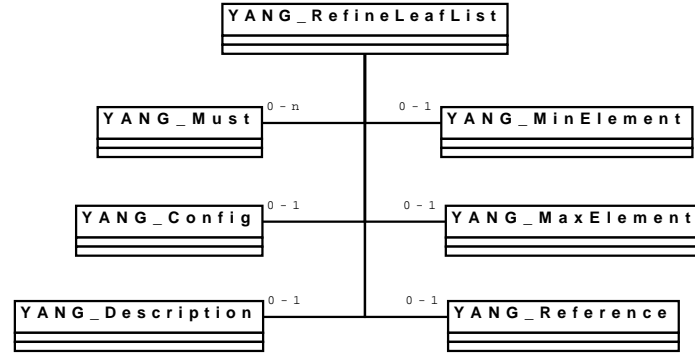 YANG_RefineLeafList
0-n
0-1
YANG_Must
YANG_MinElement
0-1
0-1
YANG_Config
YANG_MaxElement
0-1
0-1
YANG_Description
YANG_Reference